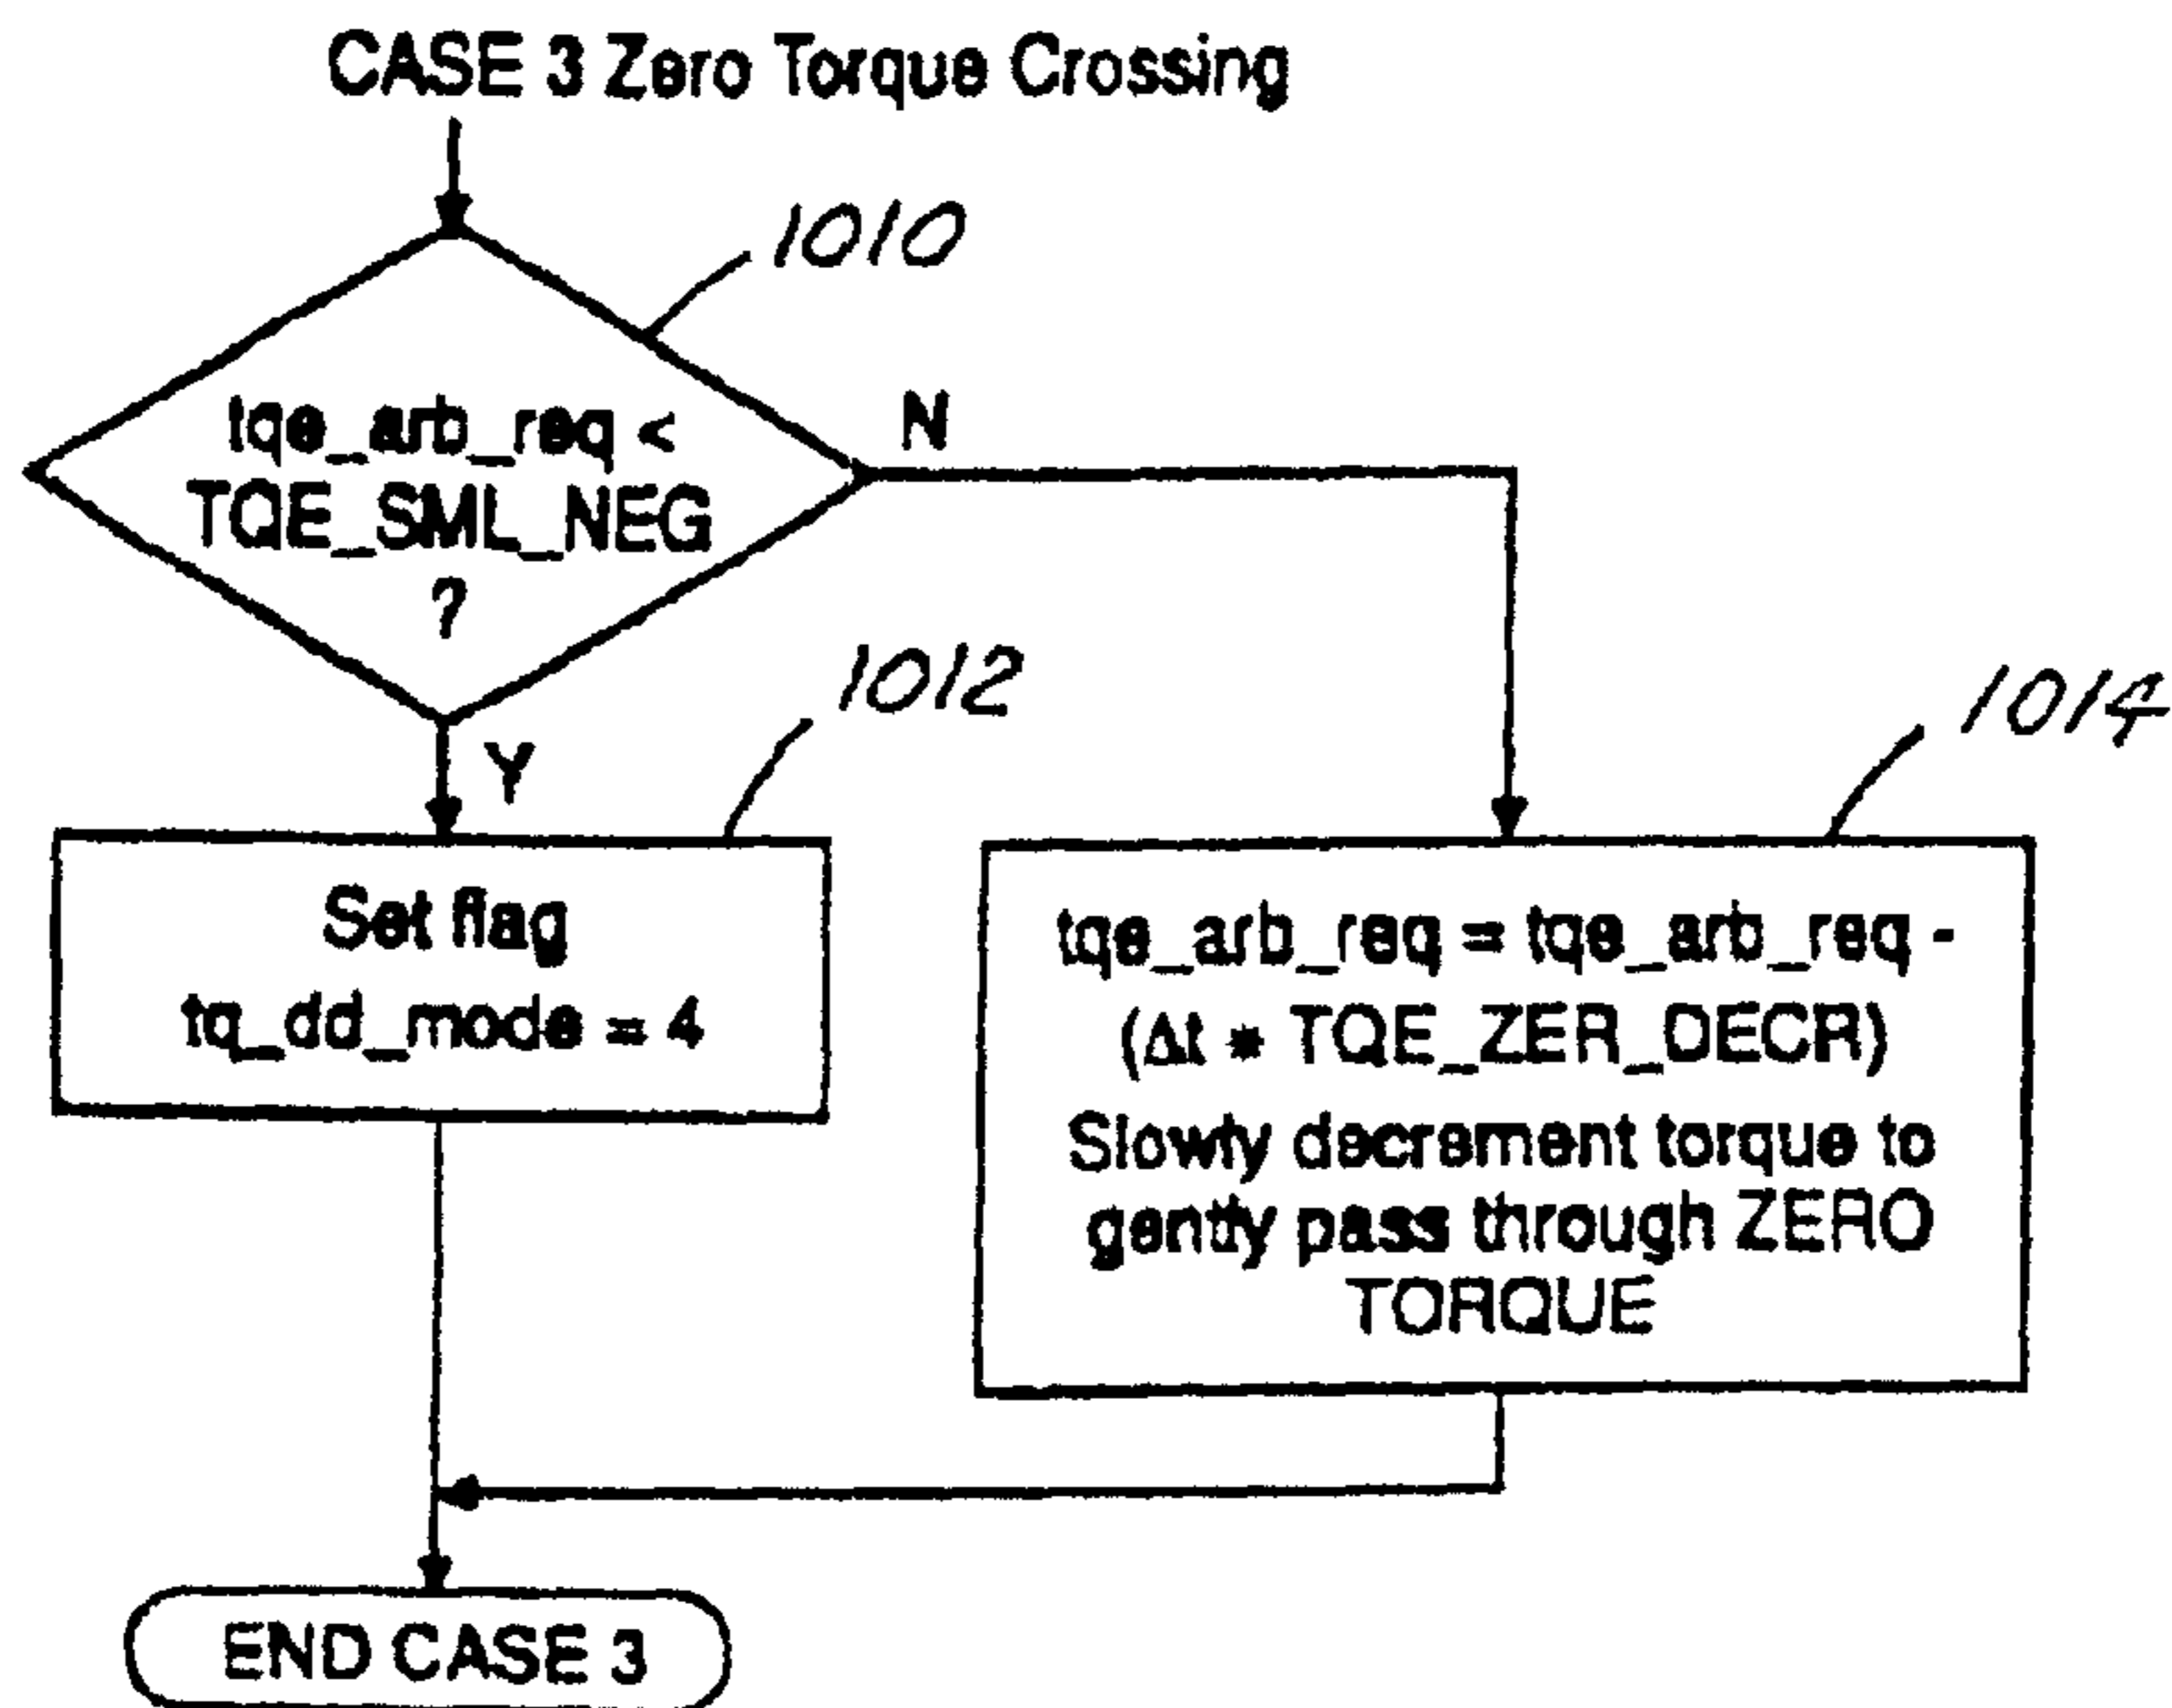 CASE 3 Zero Torque Crossing
1010
tqe_arb_req <
TQE_SML_NEG
?
N
Y
1012
1014
Set flag
tq_dd_mode = 4
tqe_arb_req = tqe_arb_req -
(Δt * TQE_ZER_DECR)
Slowly decrement torque to
gently pass through ZERO
TORQUE
END CASE 3